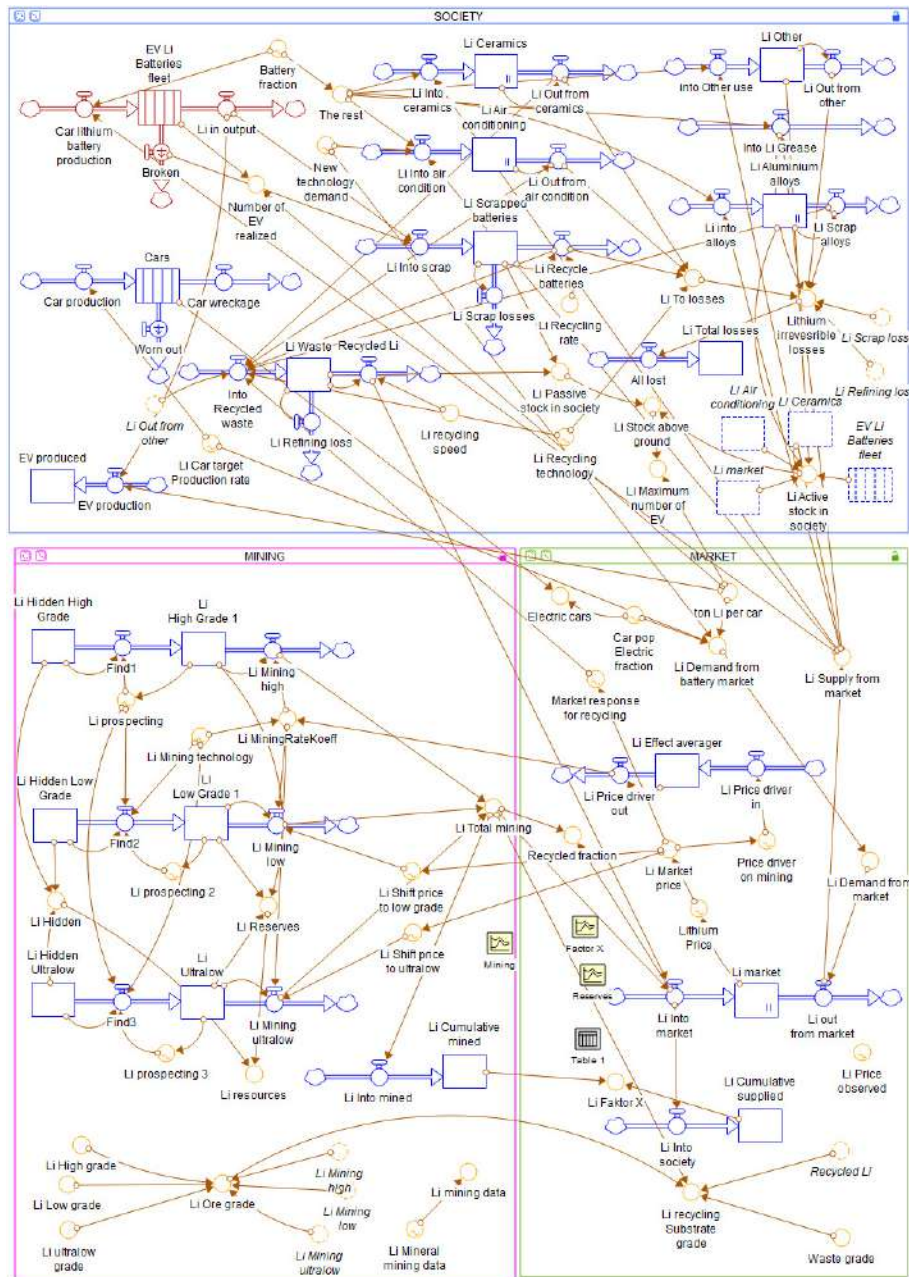 SOCIETY
EV LI
Batteries
fleet
Battery
fraction
Li Ceramics
Li Other
Car lithium
battery
production
Li in output
The rest
Li Into
ceramics
Li Air
conditioning
Li Out from
ceramics
into Other use
Li Out from
other
Broken
New
technology
demand
Into Li Grease
Li Aluminium
alloys
Number of
EV
realized
Li Into air
condition
Li Out from
air condition
Li Scrapped
batteries
Li into
alloys
Li Scrap
alloys
Cars
Li Into scrap
Li Recycle
batteries
Car production
Car wreckage
Li To losses
Li Scrap losses
Li
Recycling
rate
Lithium
irrevesrible
losses
Li Scrap loss
Worn out
Li Waste
Recycled Li
Li Total losses
Into
Recycled
waste
Li Passive
stock in society
All lost
Li Refining loss
Li Air
conditioning
Li Ceramics
Li Out from
other
Li Refining loss
Li recycling
speed
Li Stock above
ground
EV LI
Batteries
fleet
EV produced
Li Car target
Production rate
Li Recycling
technology
Li market
EV production
Li Maximum
number of
EV
Li Active
stock in
society
MINING
MARKET
Li Hidden High
Grade
Li
High Grade 1
Electric cars
ton Li per car
Find1
Li Mining
high
Car pop
Electric
fraction
Li Demand from
battery market
Li Supply from
market
Li prospecting
Market response
for recycling
Li MiningRateKoeff
Li Mining technology
Li Effect averager
Li Hidden Low
Grade
Li
Low Grade 1
Li Price driver
out
Li Price driver
in
Li Total mining
Find2
Li Mining
low
Recycled fraction
Li Market
price
Price driver
on mining
Li prospecting 2
Li Shift price
to low grade
Li Demand from
market
Li Hidden
Li Reserves
Lithium
Price
Li Hidden
Ultralow
Li
Ultralow
Li Shift price
to ultralow
Mining
Factor X
Li market
Reserves
Find3
Li Mining
ultralow
Li Into
market
Li out
from market
Li Cumulative
mined
Table 1
Li prospecting 3
Li resources
Li Price
observed
Li Into mined
Li Faktor X
Li Cumulative
supplied
Li Into
society
Li High grade
Li Mining
high
Recycled Li
Li Low grade
Li Ore grade
Li Mining
low
Li mining data
Li recycling
Substrate
grade
Li ultralow
grade
Li Mining
ultralow
Li Mineral
mining data
Waste grade